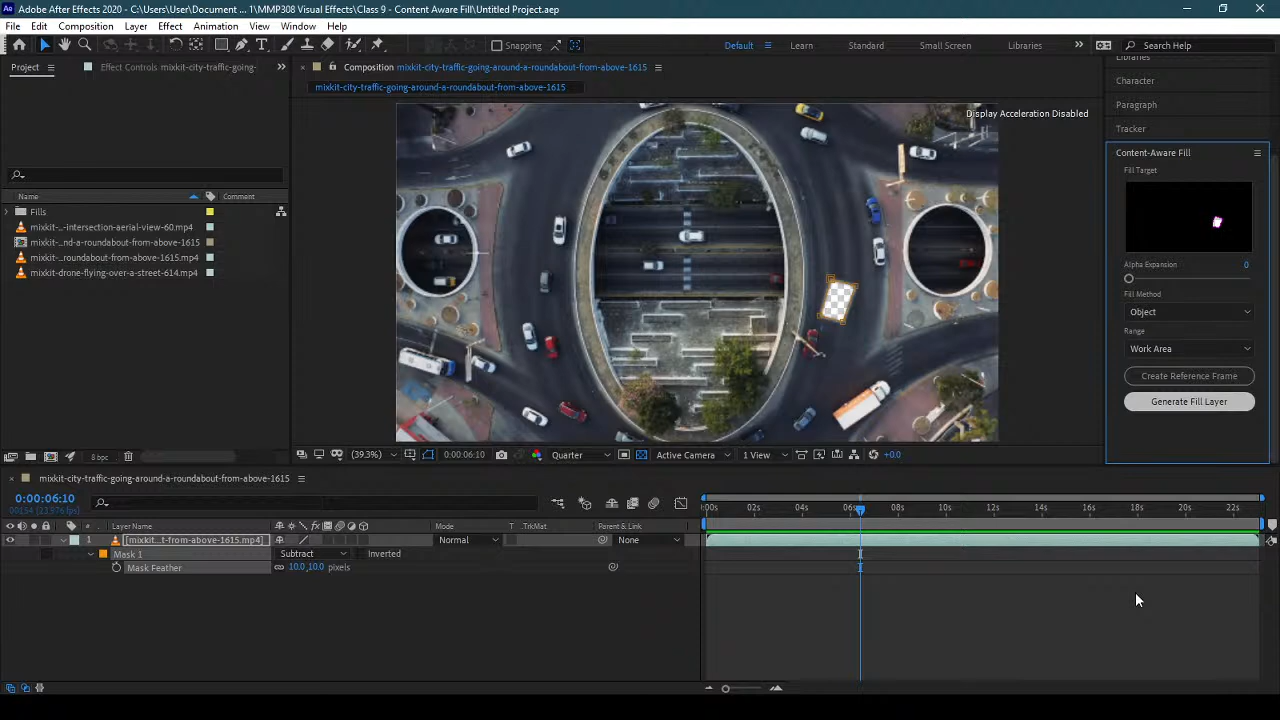 Adobe After Effects 2020 - C:\Users\User\Document ... 1\MMP308 Visual Effects\Class 9 - Content Aware Fill\Untitled Project.aep
File Edit Composition Layer Effect Animation View Window Help
Snapping
Default Learn Standard Small Screen Libraries Search Help
Project Effect Controls mixkit-city-traffic-going-
Composition mixkit-city-traffic-going-around-a-roundabout-from-above-1615
mixkit-city-traffic-going-around-a-roundabout-from-above-1615
Display Acceleration Disabled
Name Comment
Fills
mixkit-...-intersection-aerial-view-60.mp4
mixkit-...nd-a-roundabout-from-above-1615
mixkit-...roundabout-from-above-1615.mp4
mixkit-drone-flying-over-a-street-614.mp4
8 bpc
Libraries
Character
Paragraph
Tracker
Content-Aware Fill
Fill Target
Alpha Expansion 0
Fill Method
Object
Range
Work Area
Create Reference Frame
Generate Fill Layer
(39.3%) 0:00:06:10 Quarter Active Camera 1 View +0.0
mixkit-city-traffic-going-around-a-roundabout-from-above-1615
0:00:06:10
00154 (23.976 fps)
:00s 02s 04s 06s 08s 10s 12s 14s 16s 18s 20s 22s
# Layer Name Mode T .TrkMat Parent & Link
1 [mixkit...t-from-above-1615.mp4] Normal None
Mask 1 Subtract Inverted
Mask Feather 10.0,10.0 pixels